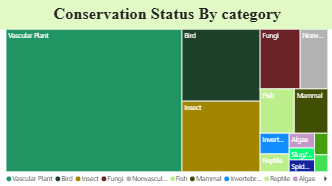 Conservation Status By category
Vascular Plant
Bird
Fungi
Nonv...
Insect
Fish
Mammal
Invert...
Algae
Slug/...
Reptile
Spid...
Vascular Plant Bird Insect Fungi Nonvascul... Fish Mammal Invertebr... Reptile Algae